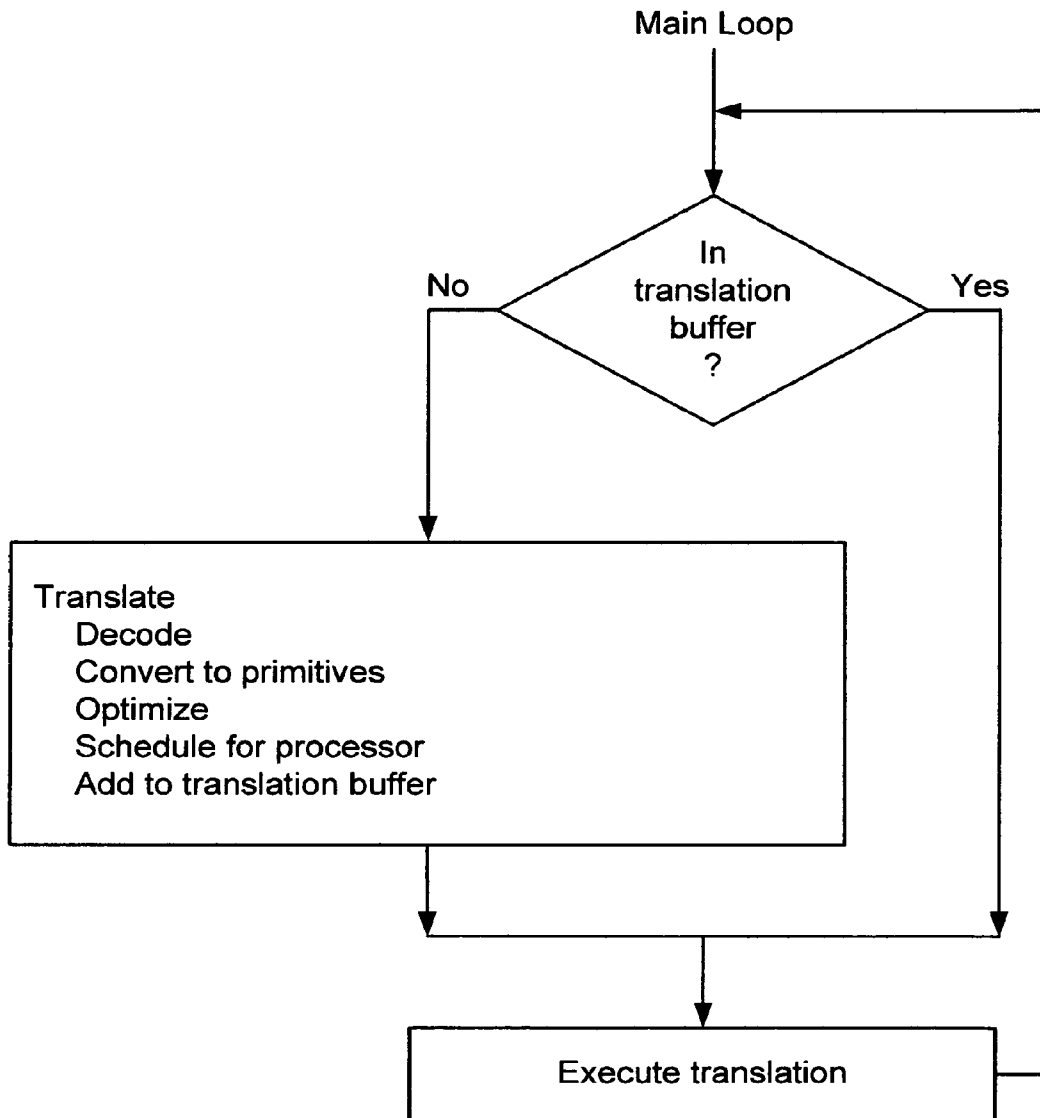 Main Loop
In
translation
buffer
?
No
Yes
Translate
Decode
Convert to primitives
Optimize
Schedule for processor
Add to translation buffer
Execute translation